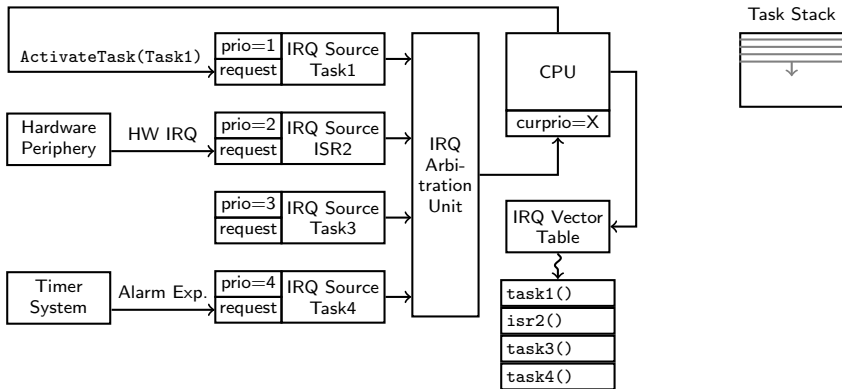 Task Stack
prio=1
request
IRQ Source
Task1
ActivateTask(Task1)
CPU
curprio=X
Hardware
Periphery
HW IRQ
prio=2
request
IRQ Source
ISR2
IRQ
Arbi-
tration
Unit
prio=3
request
IRQ Source
Task3
IRQ Vector
Table
Timer
System
Alarm Exp.
prio=4
request
IRQ Source
Task4
task1()
isr2()
task3()
task4()